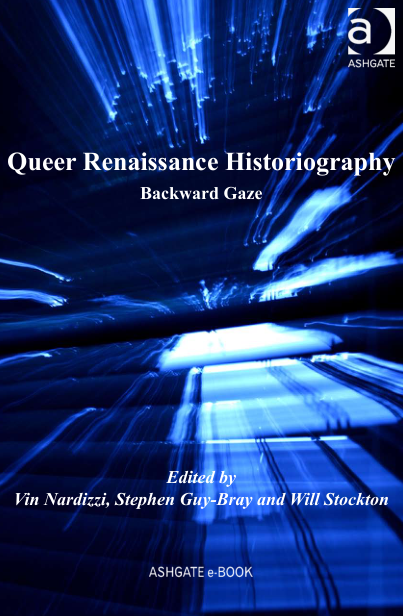 a
ASHGATE
Queer Renaissance Historiography
Backward Gaze
Edited by
Vin Nardizzi, Stephen Guy-Bray and Will Stockton
ASHGATE e-BOOK